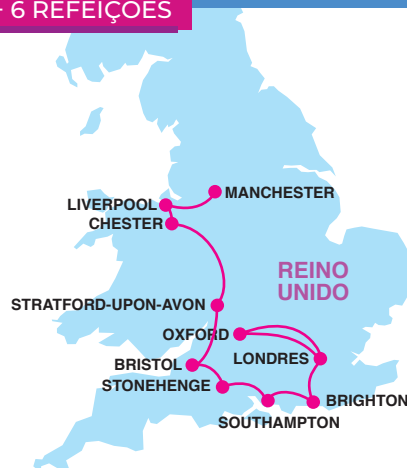 6 REFEIÇÕES
MANCHESTER
LIVERPOOL
CHESTER
REINO
UNIDO
STRATFORD-UPON-AVON
OXFORD
BRISTOL
LONDRES
STONEHENGE
BRIGHTON
SOUTHAMPTON